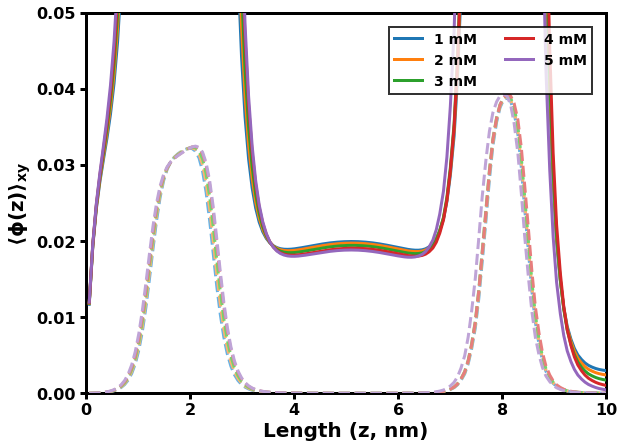 0.05
0.04
0.03
0.02
0.01
0.00
⟨ϕ(z)⟩xy
1 mM
2 mM
3 mM
4 mM
5 mM
0 2 4 6 8 10
Length (z, nm)